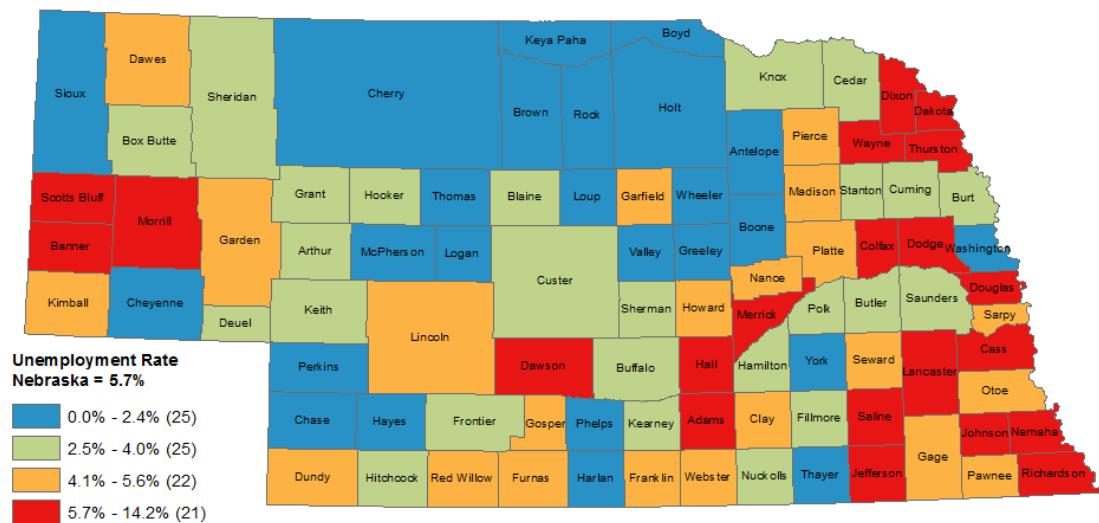 Boyd
Keya Paha
Dawes
Knox
Cedar
Sioux
Sheridan
Cherry
Dixon
Brown
Rock
Holt
Dakota
Box Butte
Antelope
Pierce
Wayne
Thurston
Scotts Bluff
Grant
Hooker
Thomas
Blaine
Loup
Garfield
Wheeler
Madison
Stanton
Cuming
Burt
Morrill
Banner
Garden
Arthur
McPherson
Logan
Valley
Greeley
Boone
Platte
Colfax
Dodge
Washington
Custer
Nance
Douglas
Kimball
Cheyenne
Deuel
Keith
Sherman
Howard
Merrick
Polk
Butler
Saunders
Sarpy
Lincoln
Cass
Perkins
Dawson
Buffalo
Hall
Hamilton
York
Seward
Lancaster
Otoe
Chase
Hayes
Frontier
Gosper
Phelps
Kearney
Adams
Clay
Fillmore
Saline
Johnson
Nemaha
Gage
Dundy
Hitchcock
Red Willow
Furnas
Harlan
Franklin
Webster
Nuckolls
Thayer
Jefferson
Pawnee
Richardson
Unemployment Rate
Nebraska = 5.7%
0.0% - 2.4% (25)
2.5% - 4.0% (25)
4.1% - 5.6% (22)
5.7% - 14.2% (21)